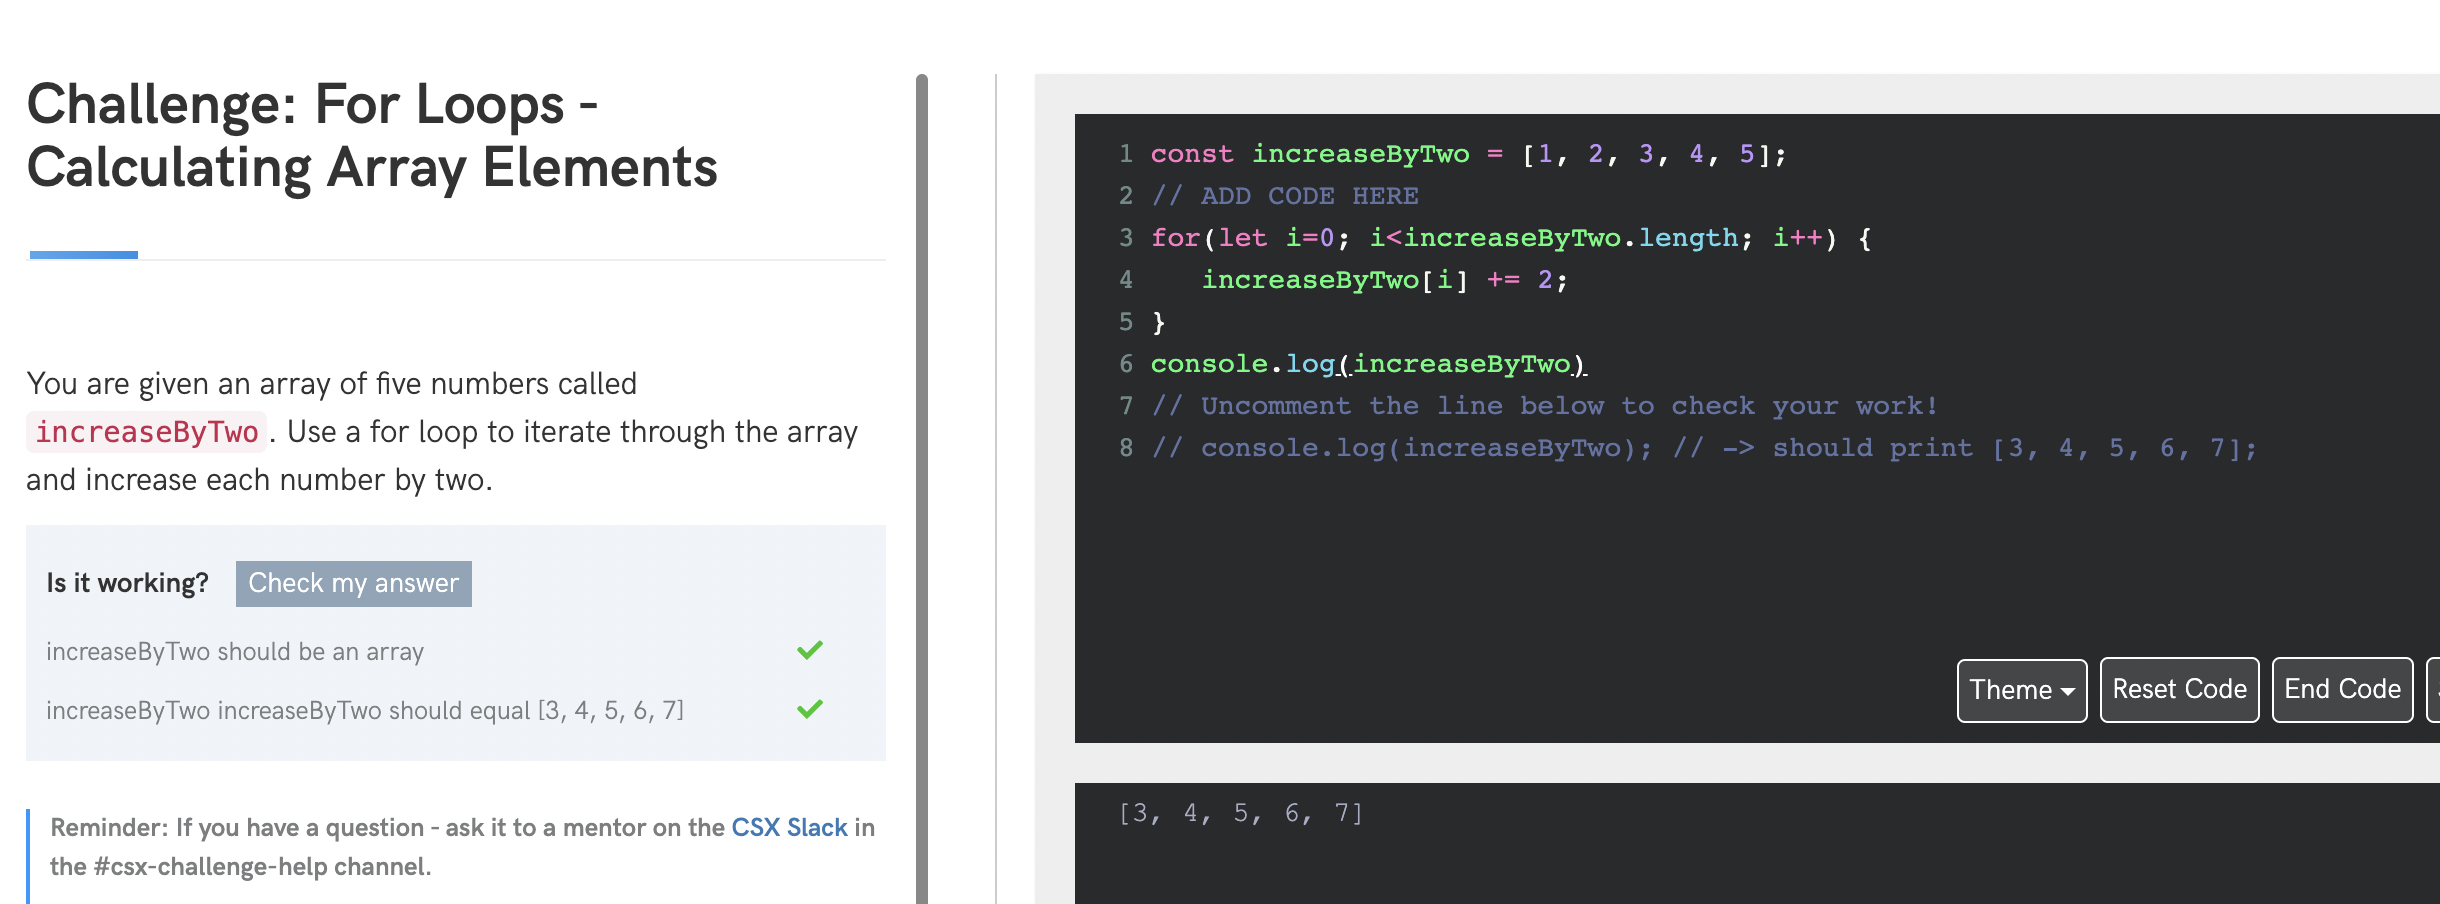 Challenge: For Loops -
Calculating Array Elements
You are given an array of five numbers called
increaseByTwo. Use a for loop to iterate through the array
and increase each number by two.
Is it working? Check my answer
increaseByTwo should be an array
increaseByTwo increaseByTwo should equal [3, 4, 5, 6, 7]
Reminder: If you have a question - ask it to a mentor on the CSX Slack in
the #csx-challenge-help channel.
1 const increaseByTwo = [1, 2, 3, 4, 5];
2 // ADD CODE HERE
3 for(let i=0; i<increaseByTwo.length; i++) {
4    increaseByTwo[i] += 2;
5 }
6 console.log(increaseByTwo)
7 // Uncomment the line below to check your work!
8 // console.log(increaseByTwo); // -> should print [3, 4, 5, 6, 7];
Theme Reset Code End Code
[3, 4, 5, 6, 7]